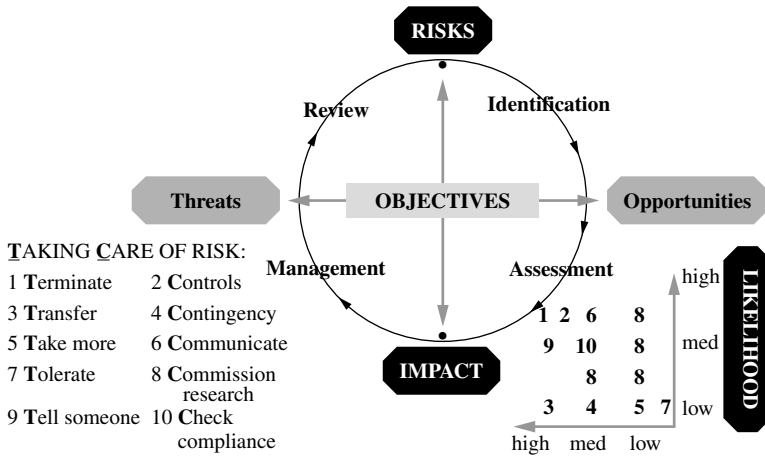 RISKS
Review
Identification
Threats
OBJECTIVES
Opportunities
Management
Assessment
IMPACT
TAKING CARE OF RISK:
1 Terminate 2 Controls
3 Transfer 4 Contingency
5 Take more 6 Communicate
7 Tolerate 8 Commission
research
9 Tell someone 10 Check
compliance
high
1 2 6 8
9 10 8 med
8 8
3 4 5 7 low
high med low
LIKELIHOOD